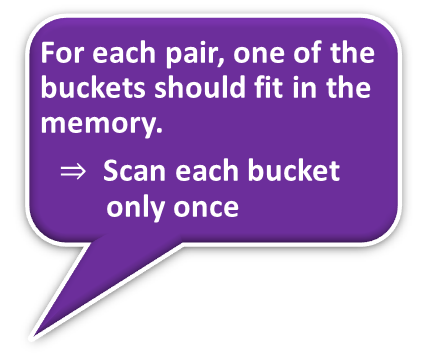 For each pair, one of the
buckets should fit in the
memory.
⇒ Scan each bucket
only once